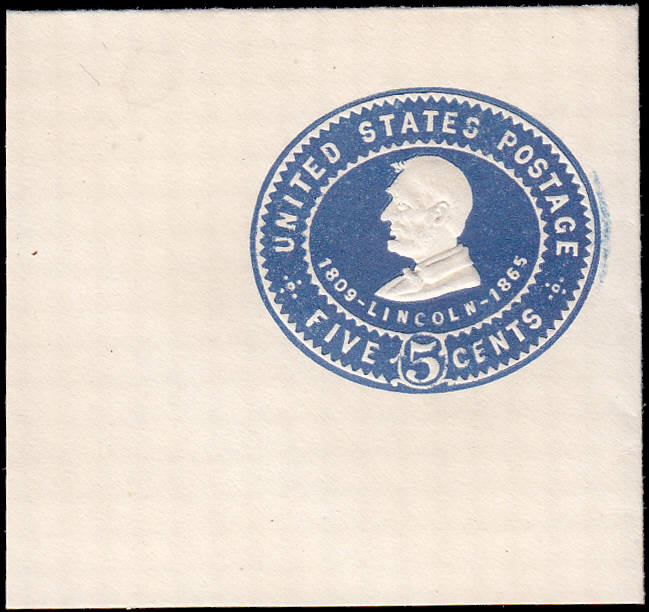 UNITED STATES POSTAGE
1809-LINCOLN-1865
FIVE 5 CENTS